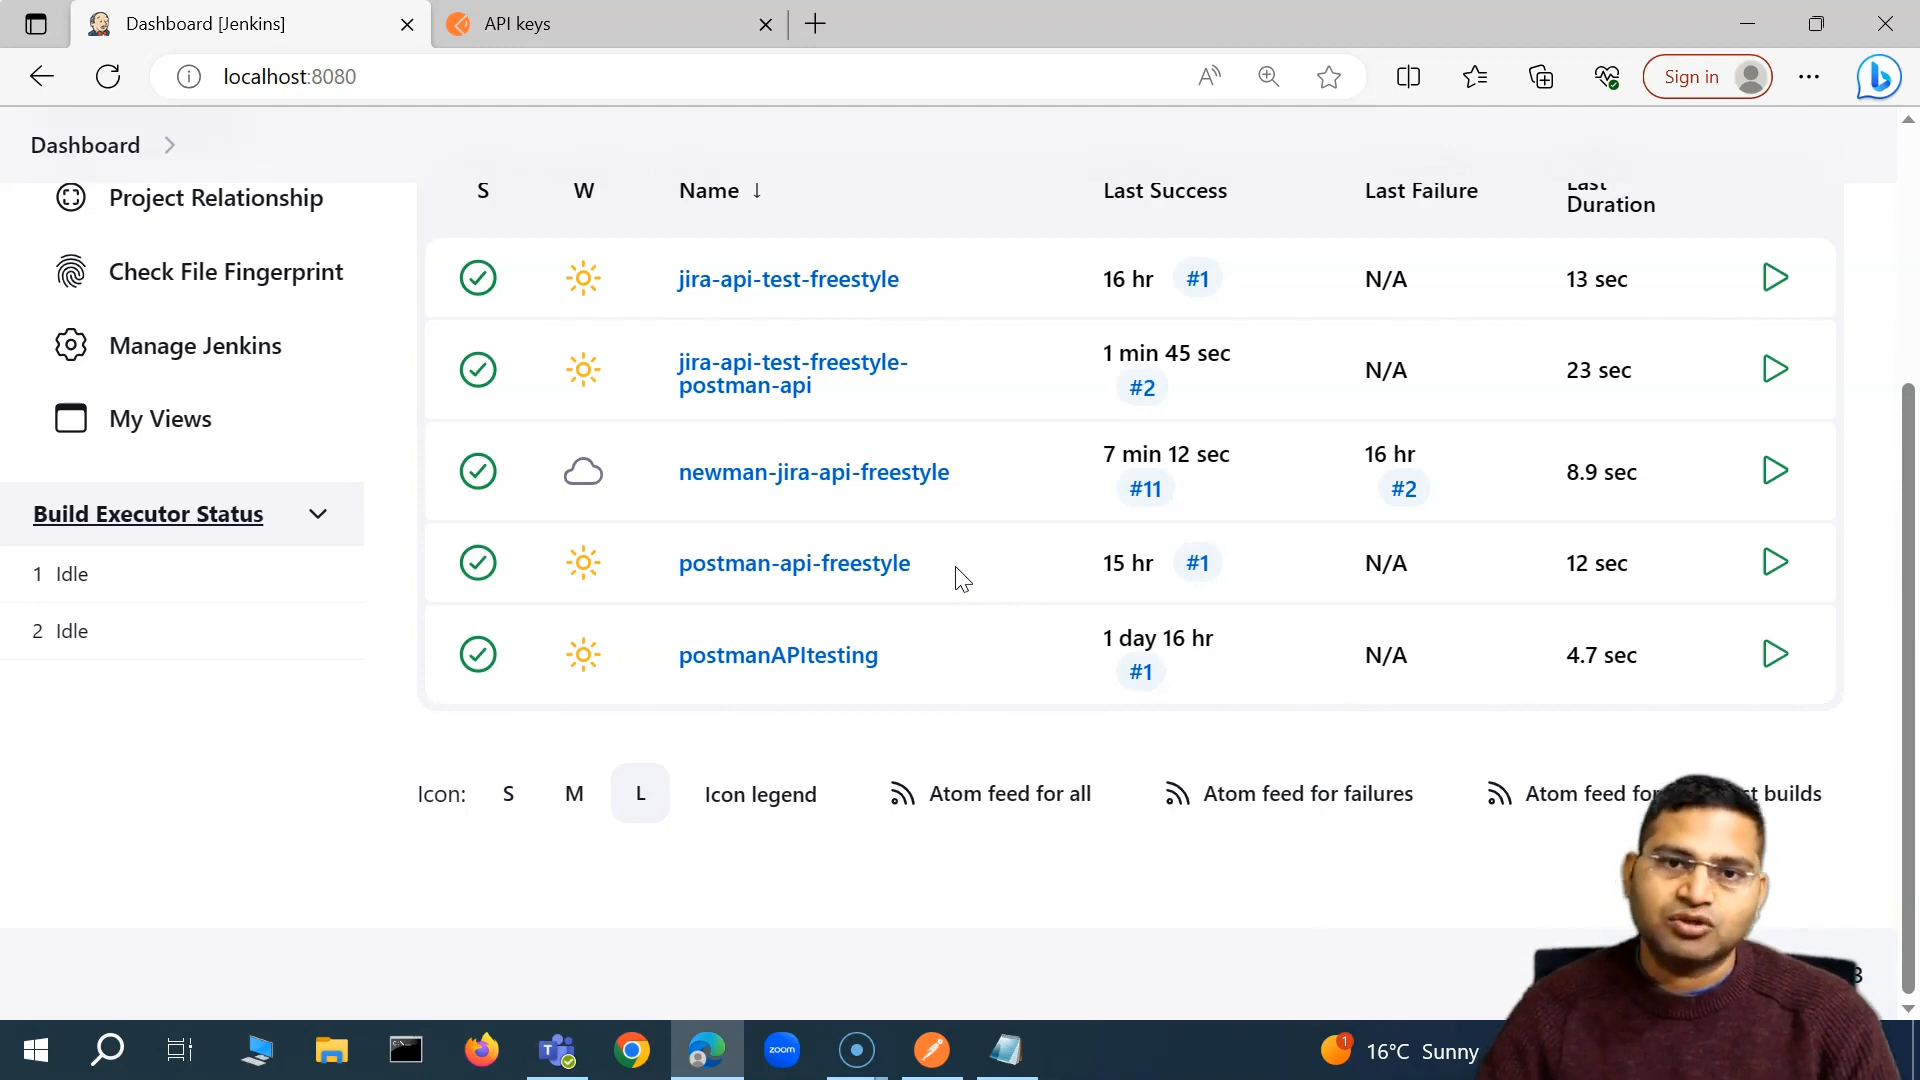 Dashboard [Jenkins]
API keys
localhost:8080
Sign in
Dashboard
Project Relationship
Check File Fingerprint
Manage Jenkins
My Views
Build Executor Status
1 Idle
2 Idle
S W Name ↓ Last Success Last Failure Last
Duration
jira-api-test-freestyle 16 hr #1 N/A 13 sec
jira-api-test-freestyle-
postman-api
1 min 45 sec
#2
N/A 23 sec
newman-jira-api-freestyle
7 min 12 sec
#11
16 hr
#2
8.9 sec
postman-api-freestyle 15 hr #1 N/A 12 sec
postmanAPItesting
1 day 16 hr
#1
N/A 4.7 sec
Icon: S M L Icon legend Atom feed for all Atom feed for failures Atom feed for builds
zoom
1
16°C Sunny